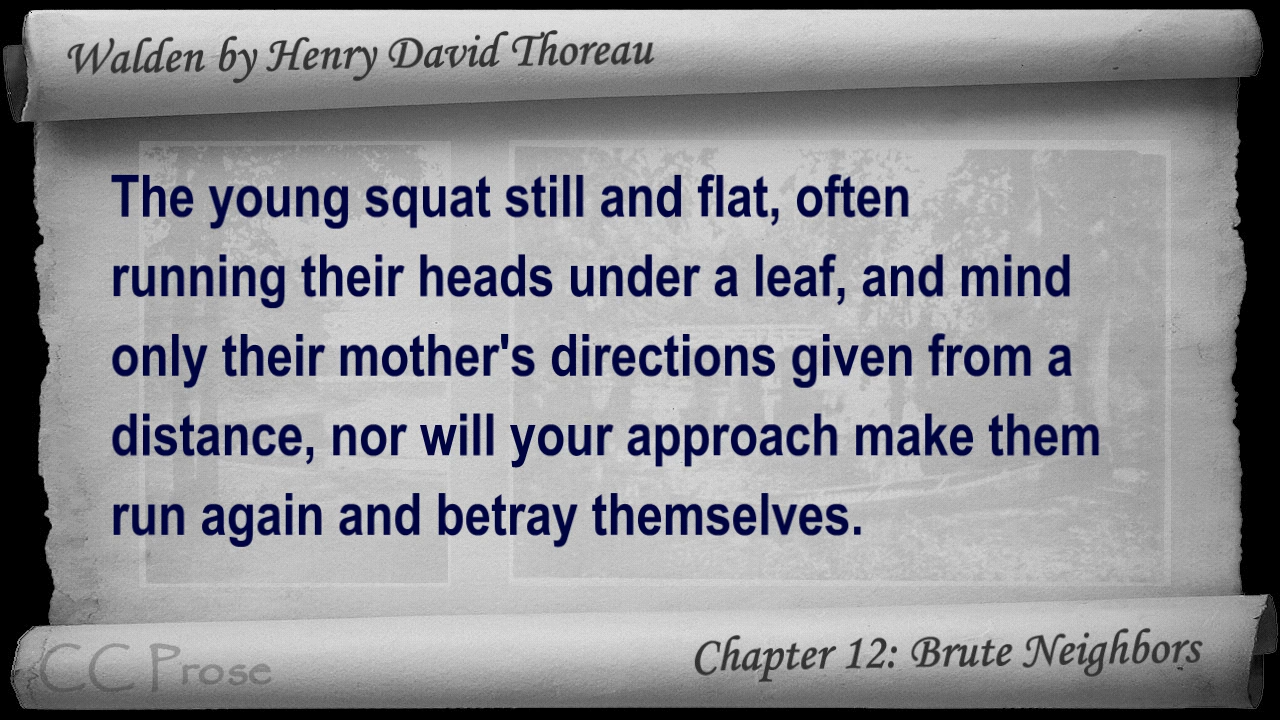 Walden by Henry David Thoreau
The young squat still and flat, often
running their heads under a leaf, and mind
only their mother's directions given from a
distance, nor will your approach make them
run again and betray themselves.
CC Prose
Chapter 12: Brute Neighbors